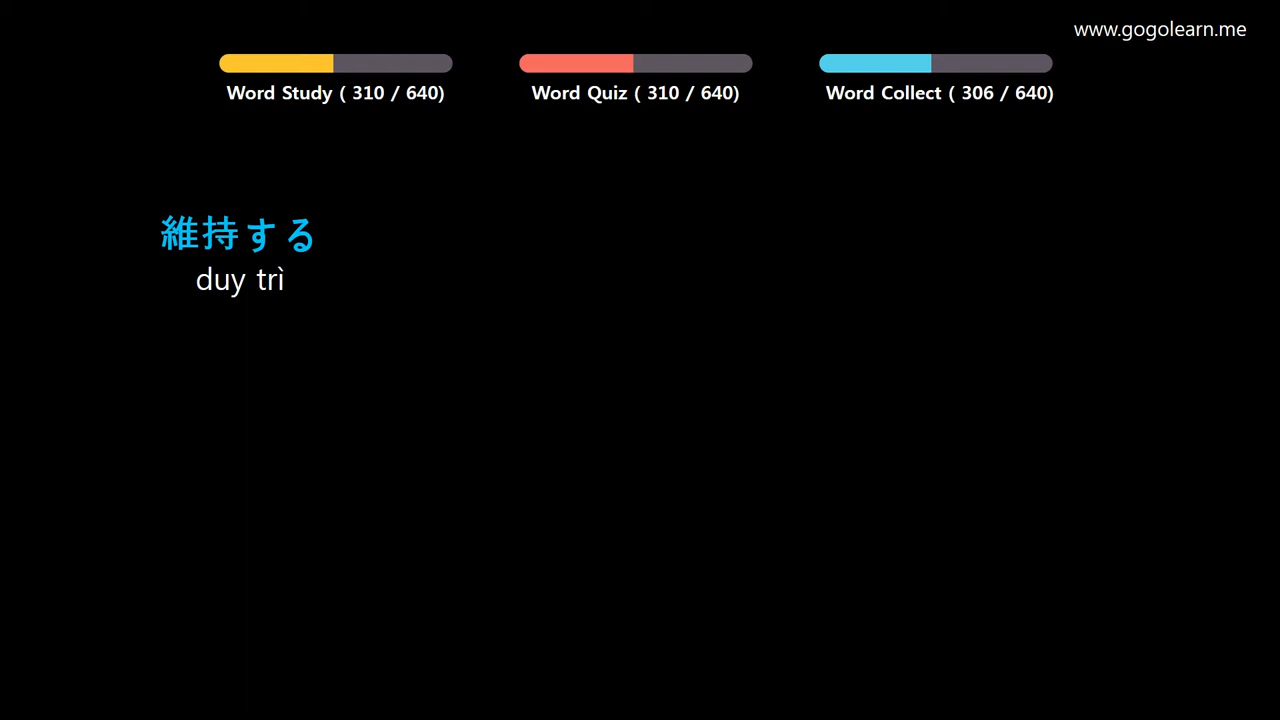 www.gogolearn.me
Word Study ( 310 / 640)
Word Quiz ( 310 / 640)
Word Collect ( 306 / 640)
維持する
duy trì